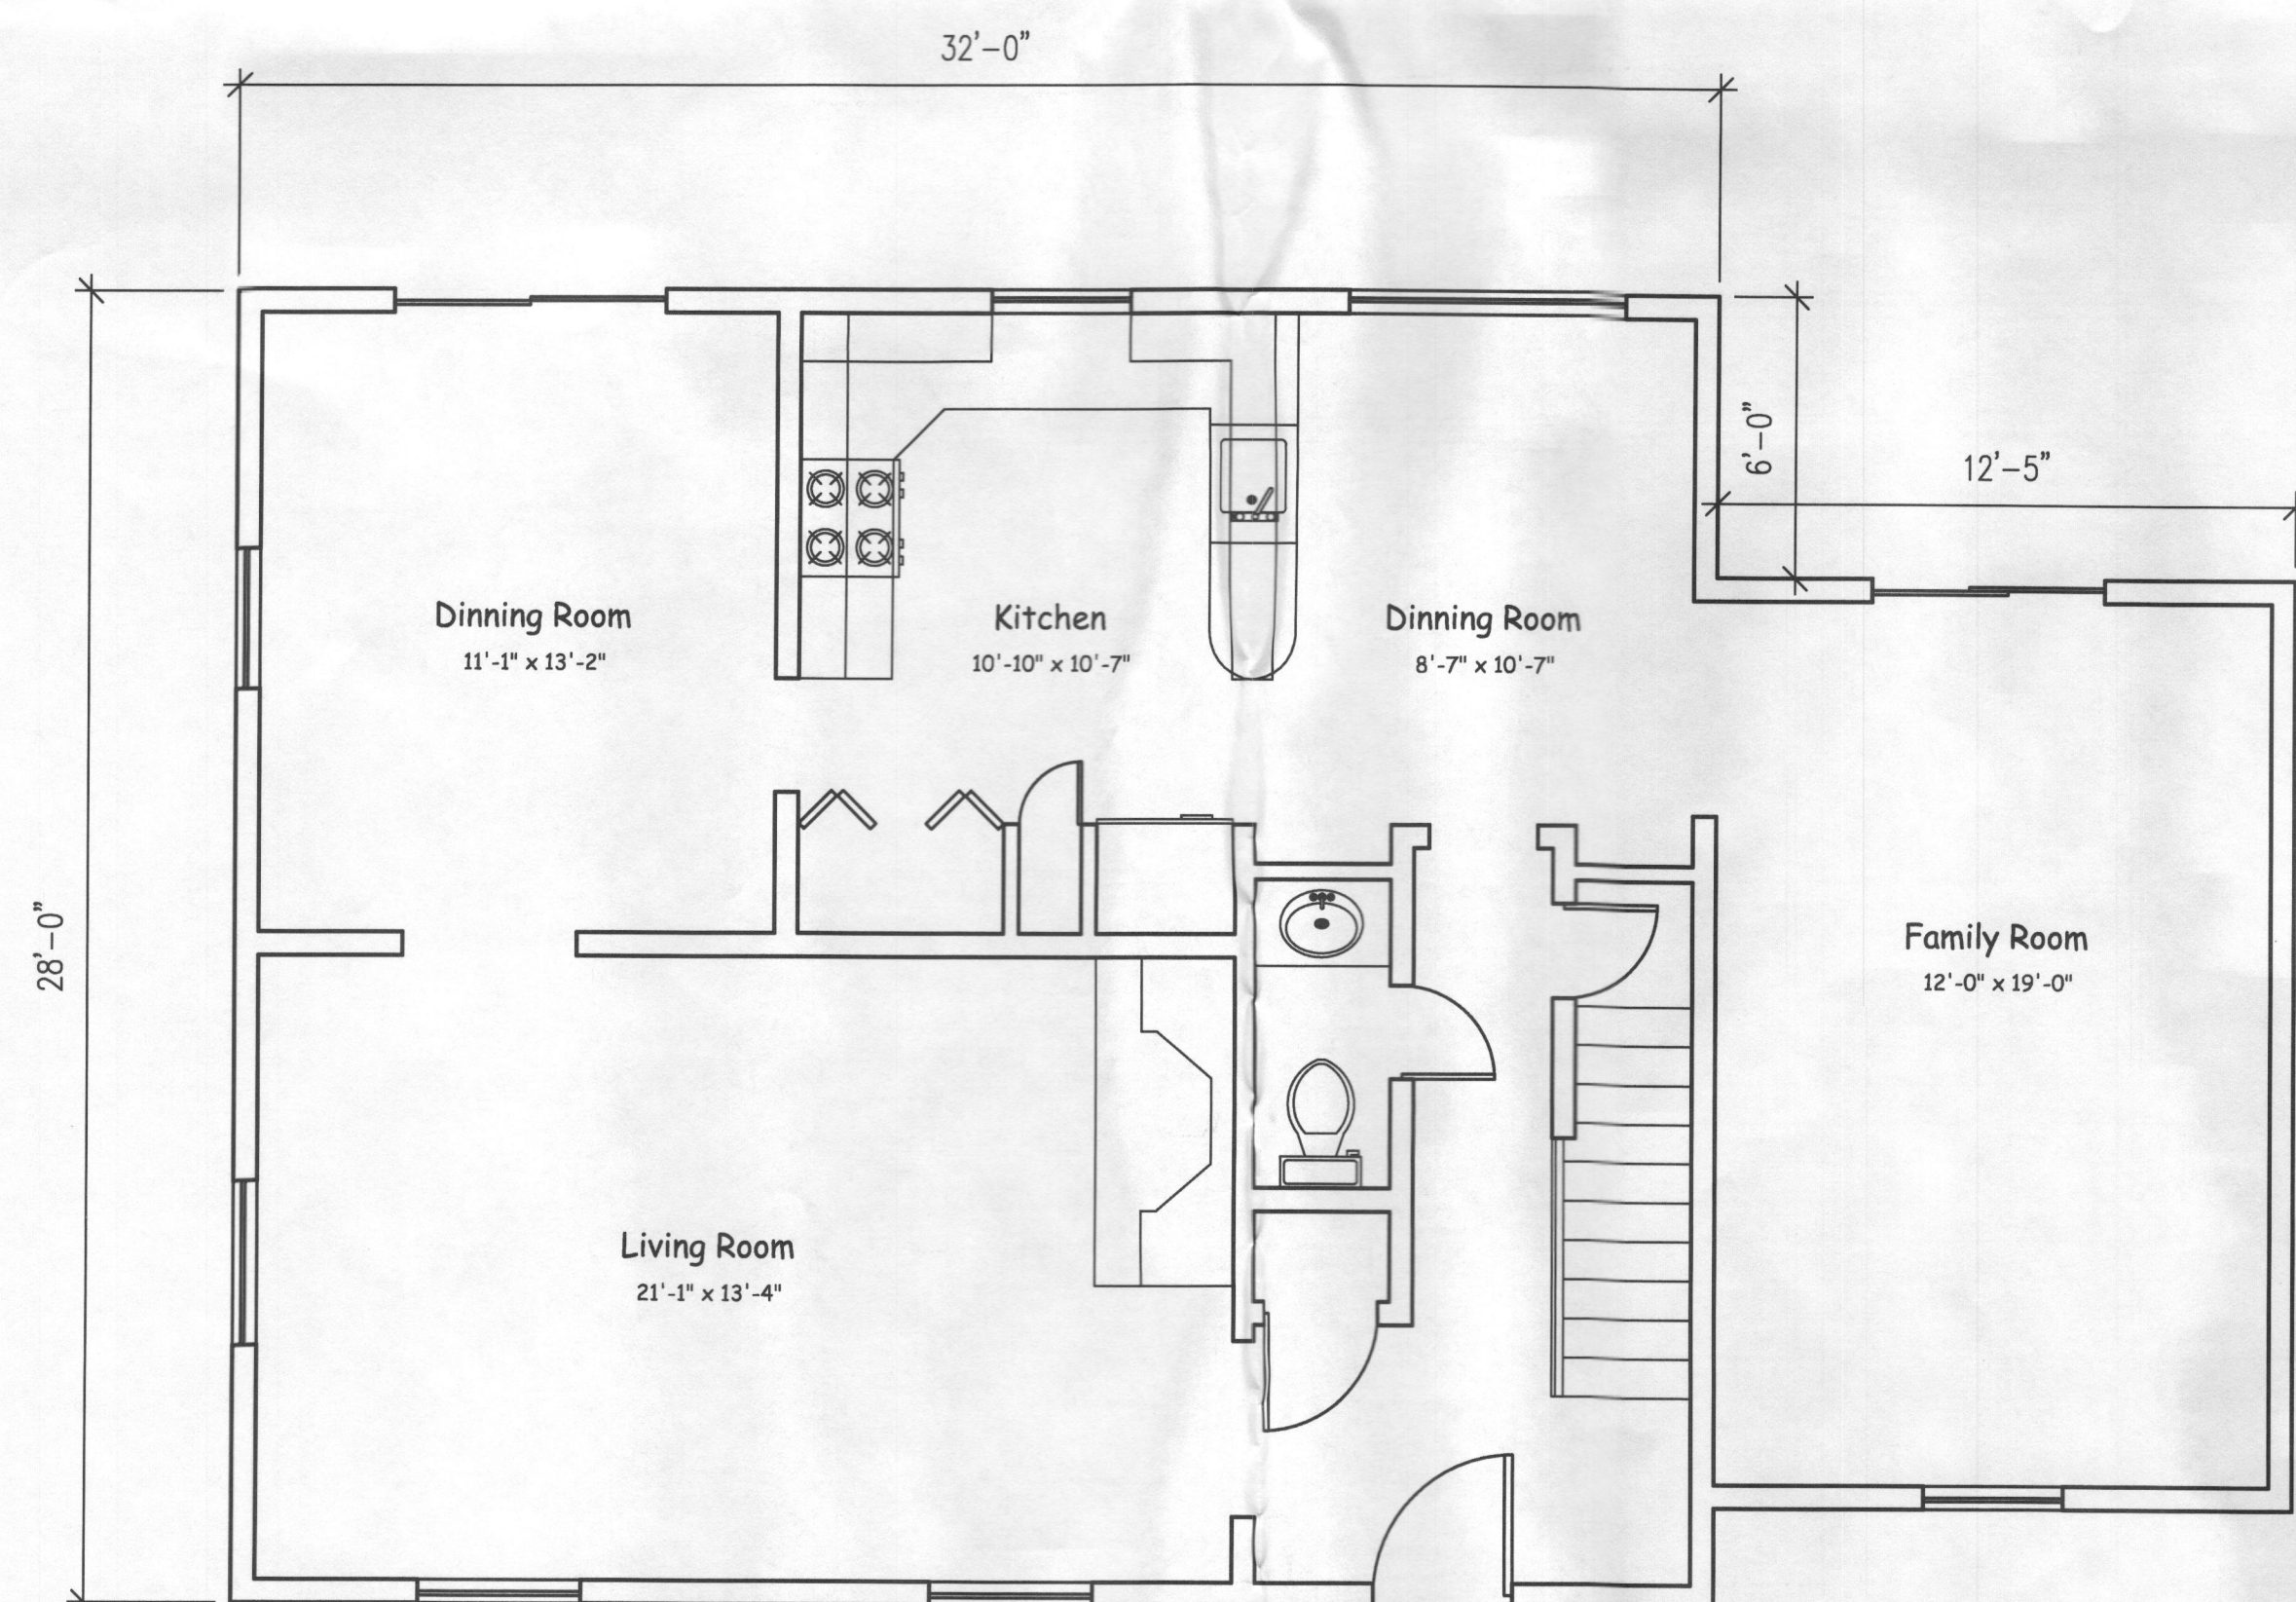 32'-0"
6'-0"
12'-5"
Dinning Room
11'-1" x 13'-2"
Kitchen
10'-10" x 10'-7"
Dinning Room
8'-7" x 10'-7"
28'-0"
Family Room
12'-0" x 19'-0"
Living Room
21'-1" x 13'-4"